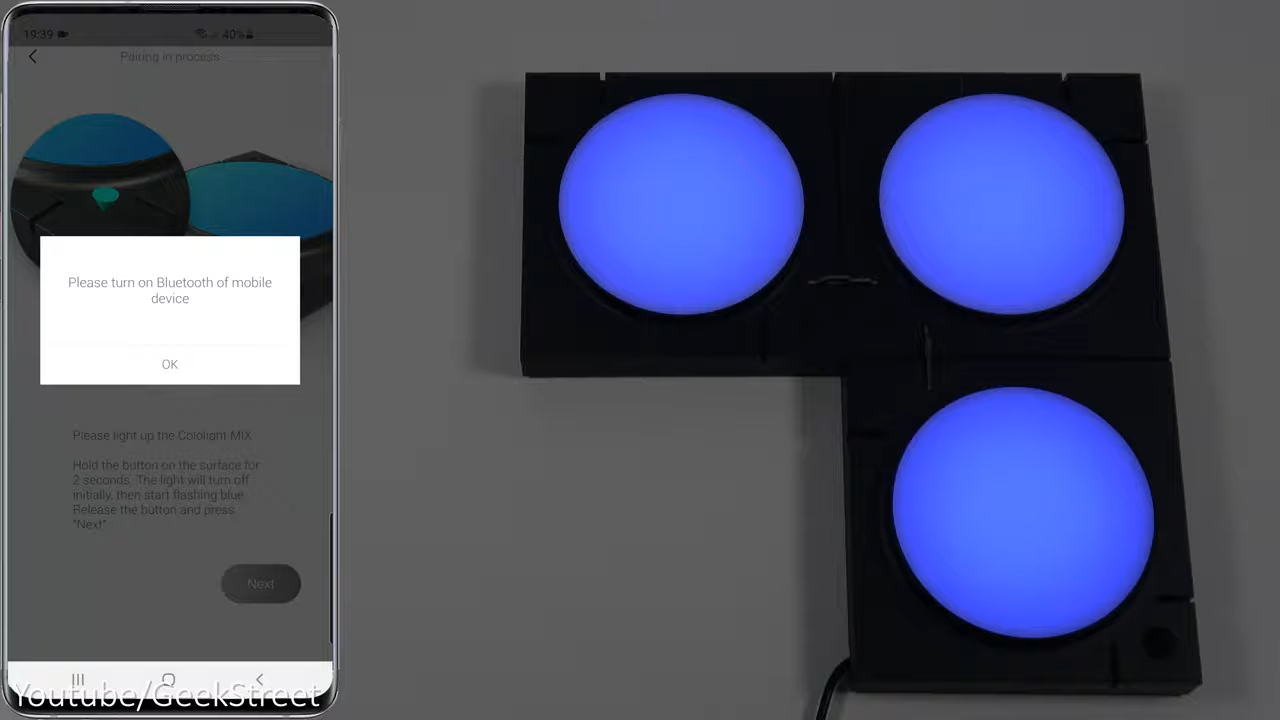 19:39 40%
Pairing in process
Please turn on Bluetooth of mobile
device
OK
Please light up the Cololight MIX
Hold the button on the surface for
2 seconds. The light will turn off
initially, then start flashing blue.
Release the button and press
"Next"
Next
Youtube/GeekStreet